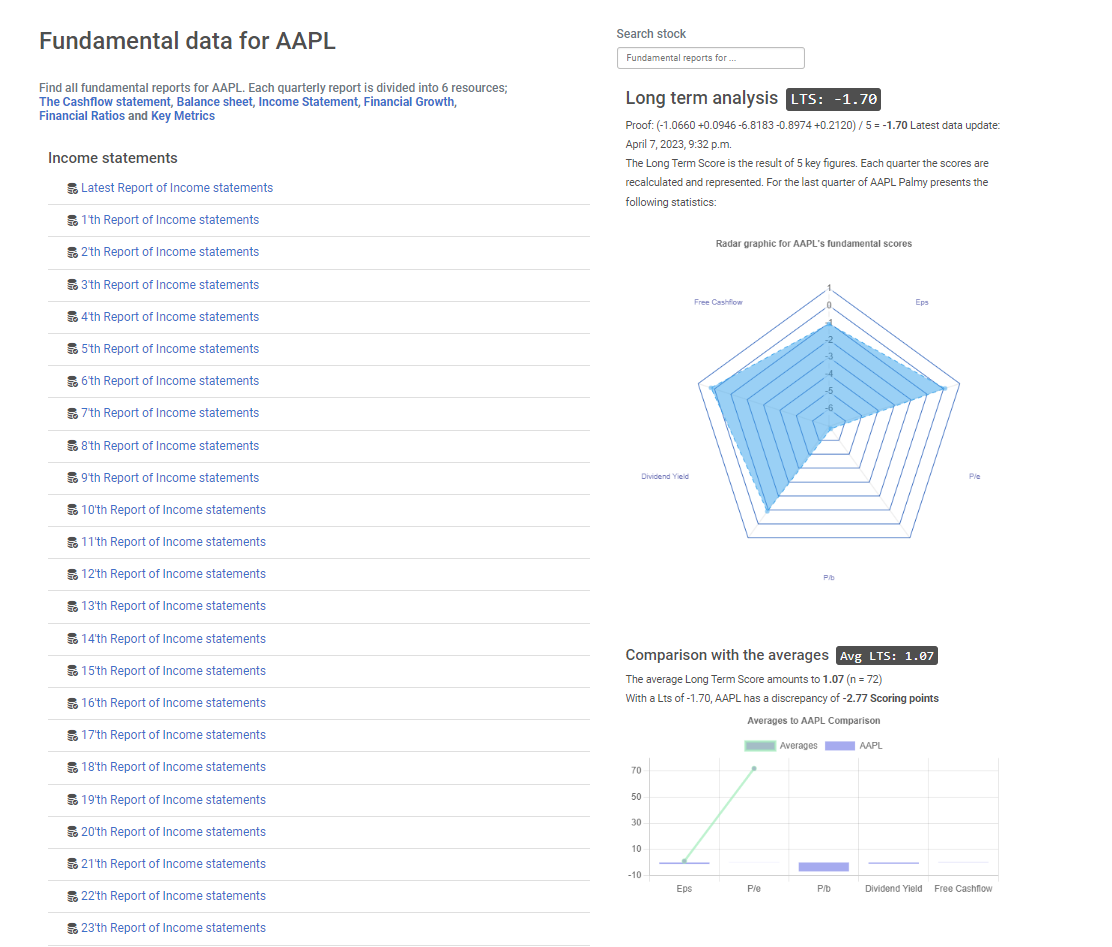 Fundamental data for AAPL
Find all fundamental reports for AAPL. Each quarterly report is divided into 6 resources;
The Cashflow statement, Balance sheet, Income Statement, Financial Growth,
Financial Ratios and Key Metrics
Income statements
Latest Report of Income statements
1'th Report of Income statements
2'th Report of Income statements
3'th Report of Income statements
4'th Report of Income statements
5'th Report of Income statements
6'th Report of Income statements
7'th Report of Income statements
8'th Report of Income statements
9'th Report of Income statements
10'th Report of Income statements
11'th Report of Income statements
12'th Report of Income statements
13'th Report of Income statements
14'th Report of Income statements
15'th Report of Income statements
16'th Report of Income statements
17'th Report of Income statements
18'th Report of Income statements
19'th Report of Income statements
20'th Report of Income statements
21'th Report of Income statements
22'th Report of Income statements
23'th Report of Income statements
Search stock
Fundamental reports for ...
Long term analysis LTS: -1.70
Proof: (-1.0660 +0.0946 -6.8183 -0.8974 +0.2120) / 5 = -1.70 Latest data update:
April 7, 2023, 9:32 p.m.
The Long Term Score is the result of 5 key figures. Each quarter the scores are
recalculated and represented. For the last quarter of AAPL Palmy presents the
following statistics:
Radar graphic for AAPL's fundamental scores
1
Free Cashflow Eps
0
-1
-2
-3
-4
-5
-6
Dividend Yield P/e
P/b
Comparison with the averages Avg LTS: 1.07
The average Long Term Score amounts to 1.07 (n = 72)
With a Lts of -1.70, AAPL has a discrepancy of -2.77 Scoring points
Averages to AAPL Comparison
Averages AAPL
70
50
30
10
-10
Eps P/e P/b Dividend Yield Free Cashflow